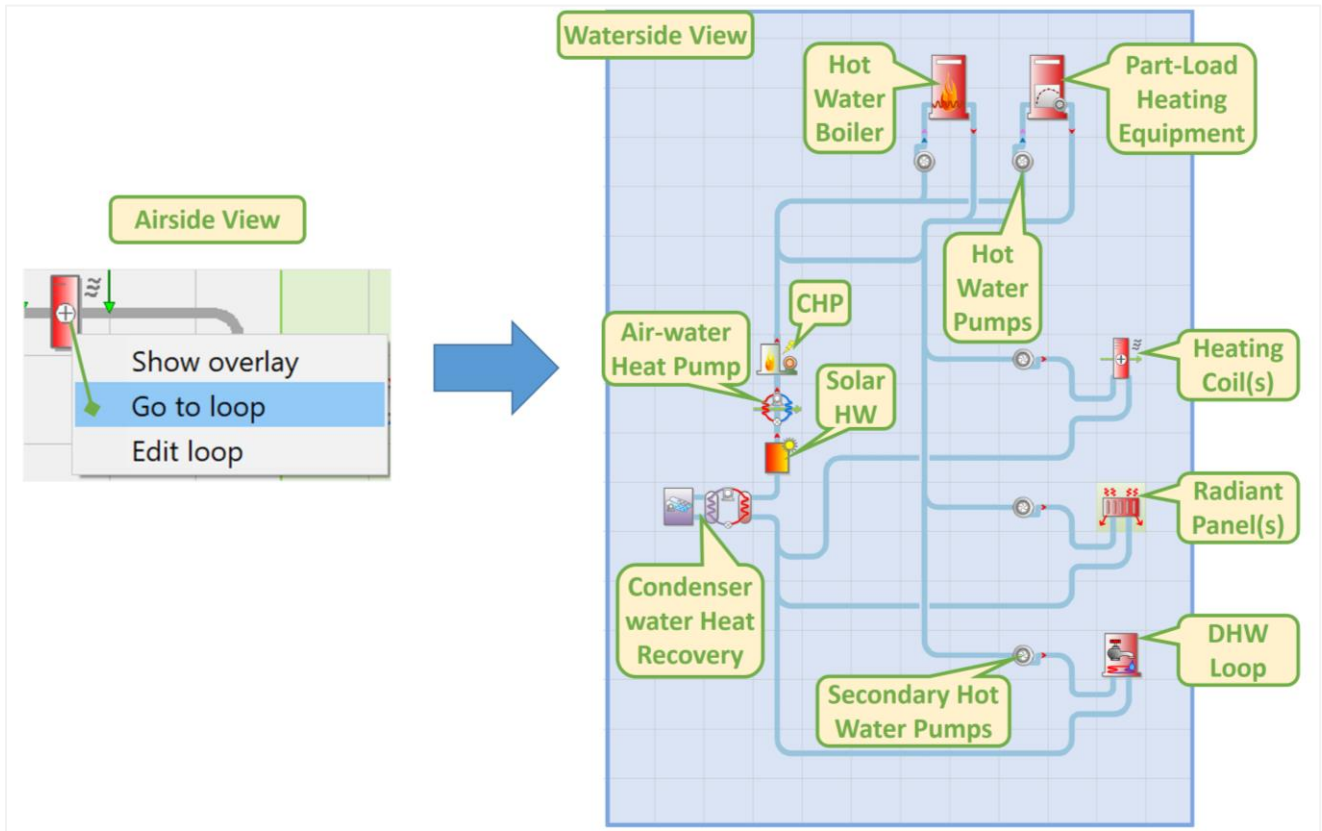 Waterside View
Hot
Water
Boiler
Part-Load
Heating
Equipment
Airside View
Hot
Water
Pumps
CHP
Air-water
Heat Pump
Solar
HW
Heating
Coil(s)
Show overlay
Go to loop
Edit loop
Radiant
Panel(s)
Condenser
water Heat
Recovery
DHW
Loop
Secondary Hot
Water Pumps